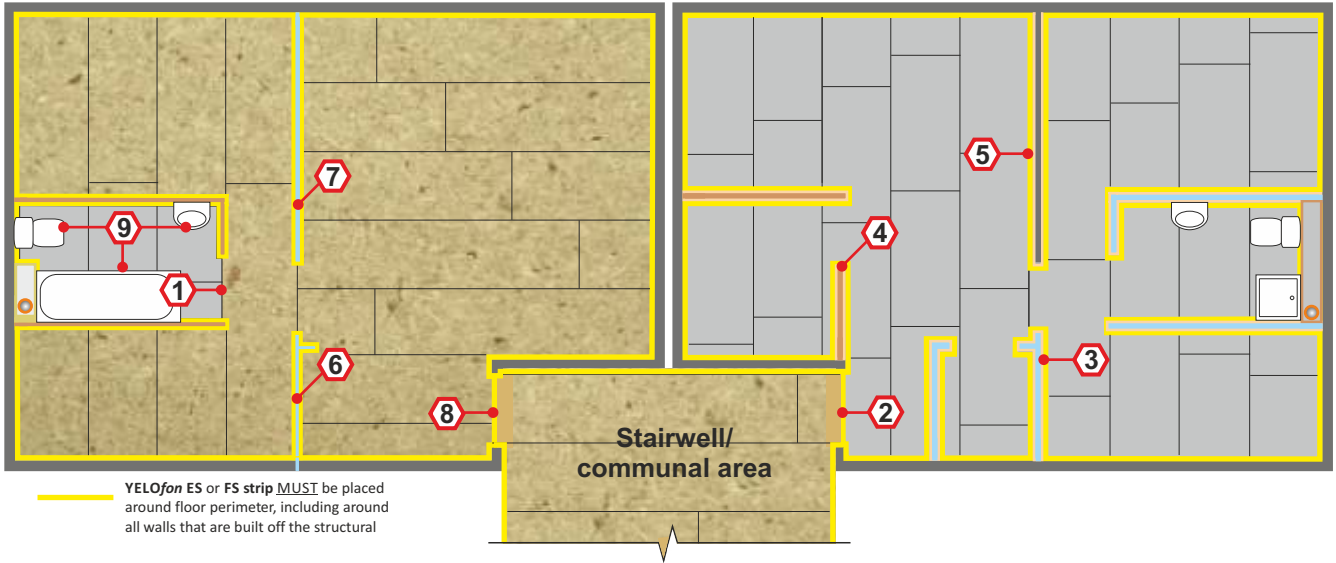 7
5
9
4
1
6
3
8
2
Stairwell/
communal area
YELOfon ES or FS strip MUST be placed
around floor perimeter, including around
all walls that are built off the structural